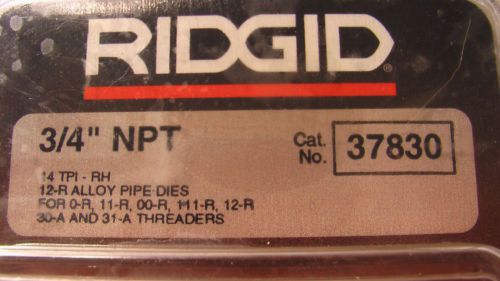 RIDGID®
3/4" NPT
Cat. No. 37830
14 TPI - RH
12-R ALLOY PIPE DIES
FOR 0-R, 11-R, 00-R, 111-R, 12-R
30-A AND 31-A THREADERS